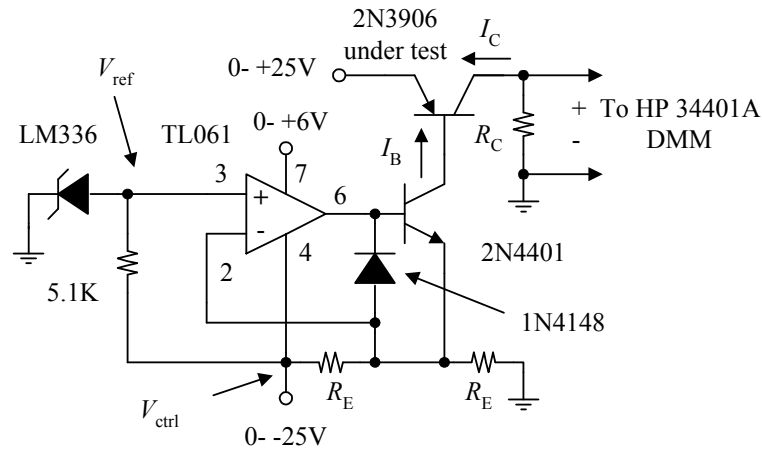 2N3906
under test
I_C
V_ref
0- +25V
LM336
TL061
0- +6V
I_B
R_C
+
-
To HP 34401A
DMM
3
7
+
6
-
4
2
2N4401
5.1K
1N4148
V_ctrl
R_E
R_E
0- -25V